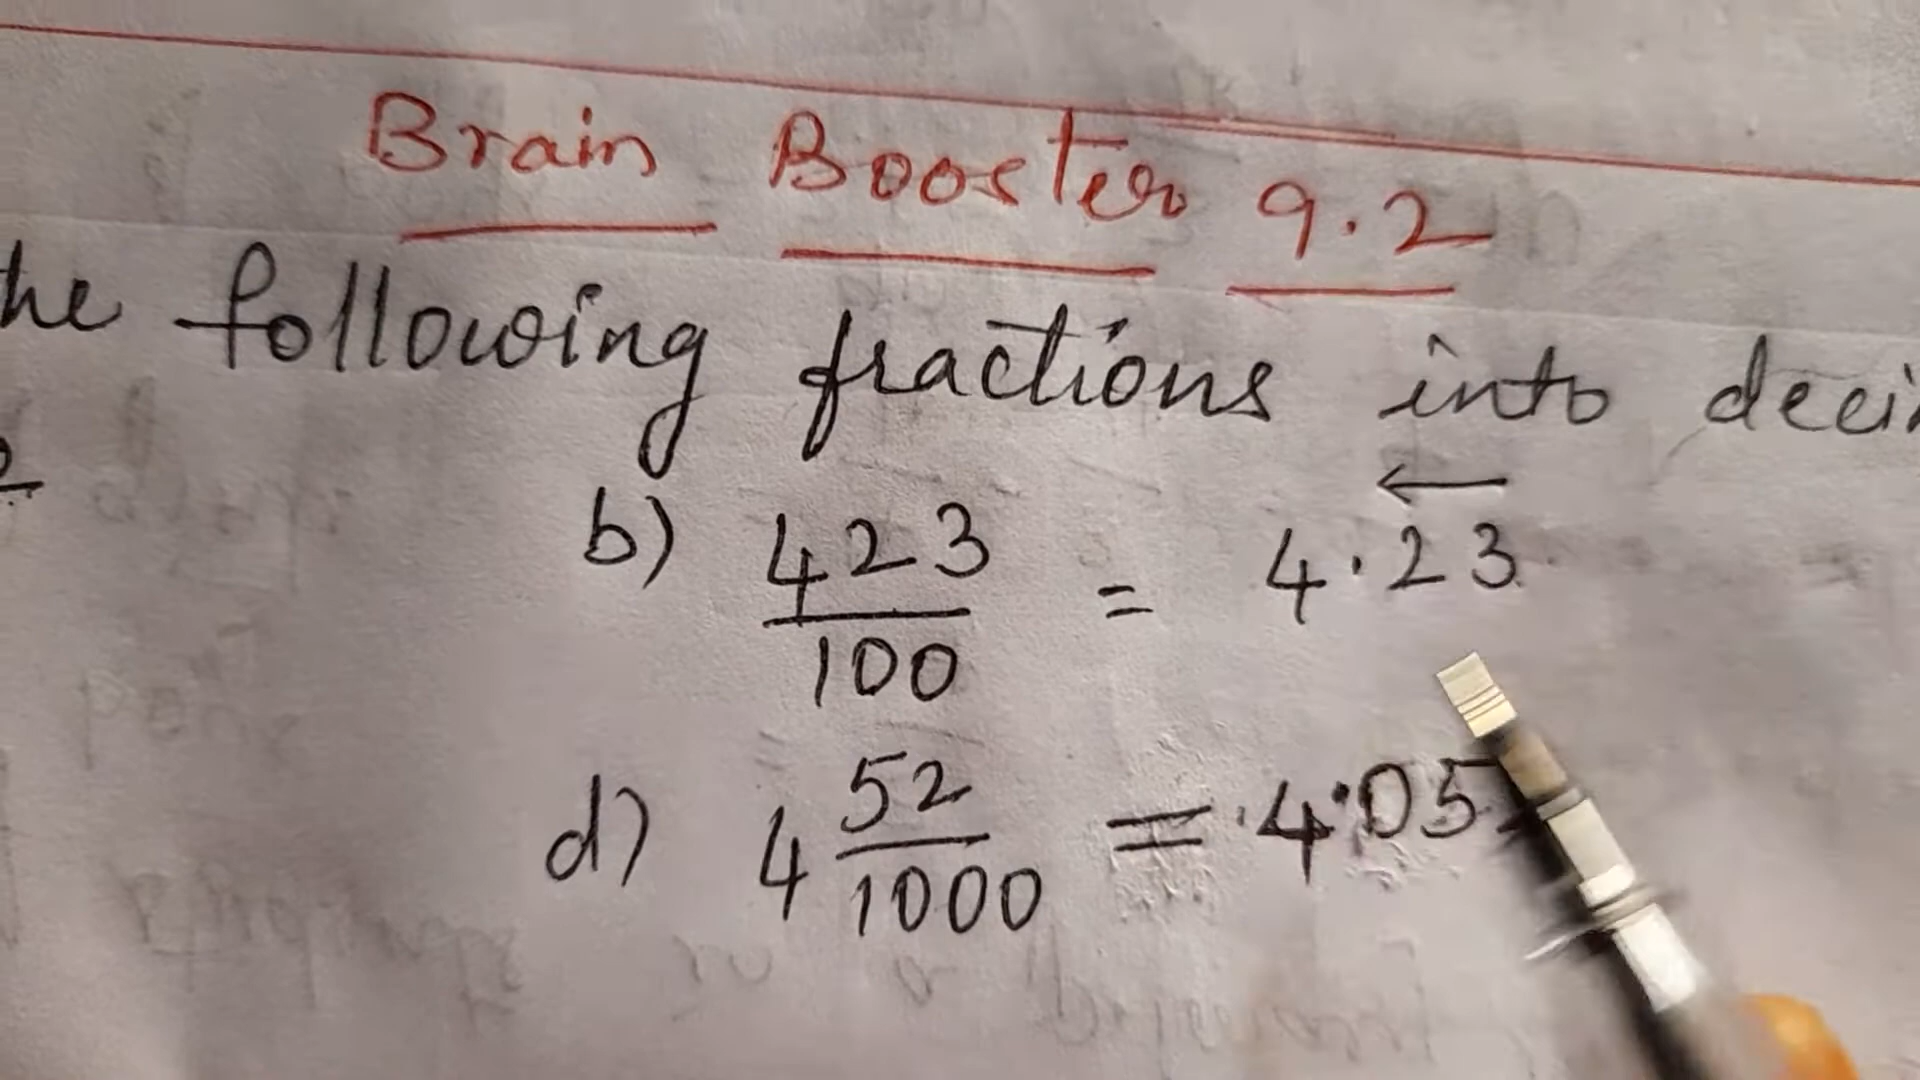 Brain Booster 9.2
he following fractions into deci
b) 423/100 = 4.23
d) 4 52/1000 = 4.05